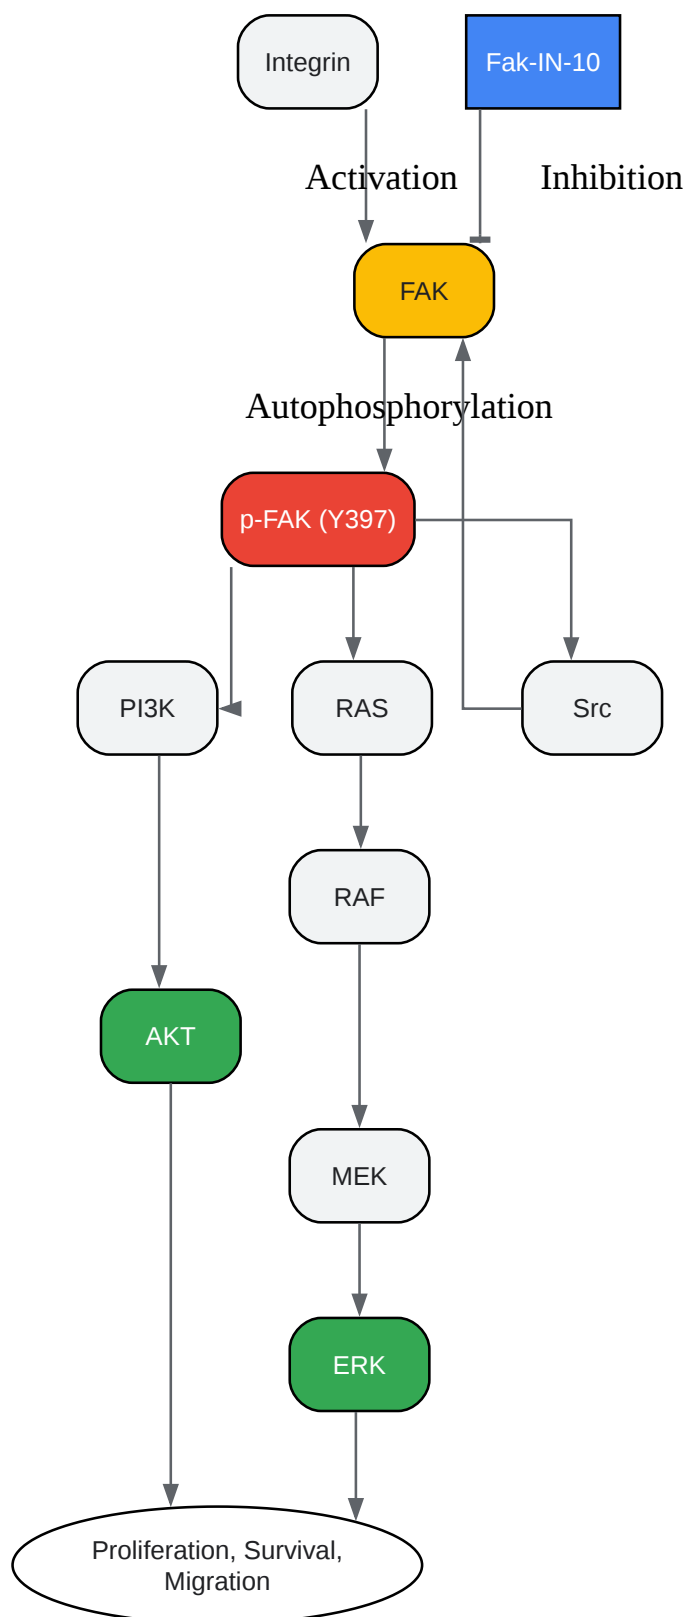 Integrin
Fak-IN-10
Activation
Inhibition
FAK
Autophosphorylation
p-FAK (Y397)
PI3K
RAS
Src
RAF
AKT
MEK
ERK
Proliferation, Survival,
Migration